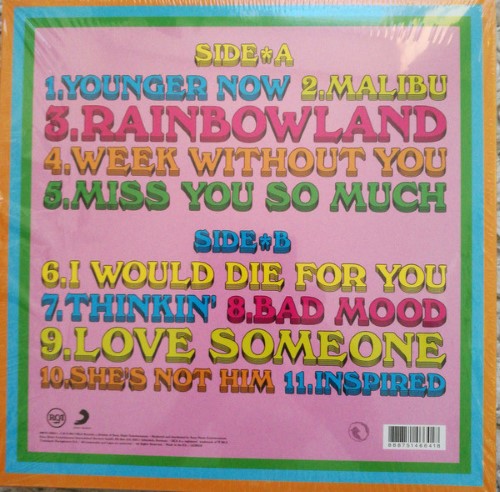 SIDE*A
1.YOUNGER NOW 2.MALIBU
3.RAINBOWLAND
4.WEEK WITHOUT YOU
5.MISS YOU SO MUCH
SIDE*B
6.I WOULD DIE FOR YOU
7.THINKIN' 8.BAD MOOD
9.LOVE SOMEONE
10.SHE'S NOT HIM 11.INSPIRED